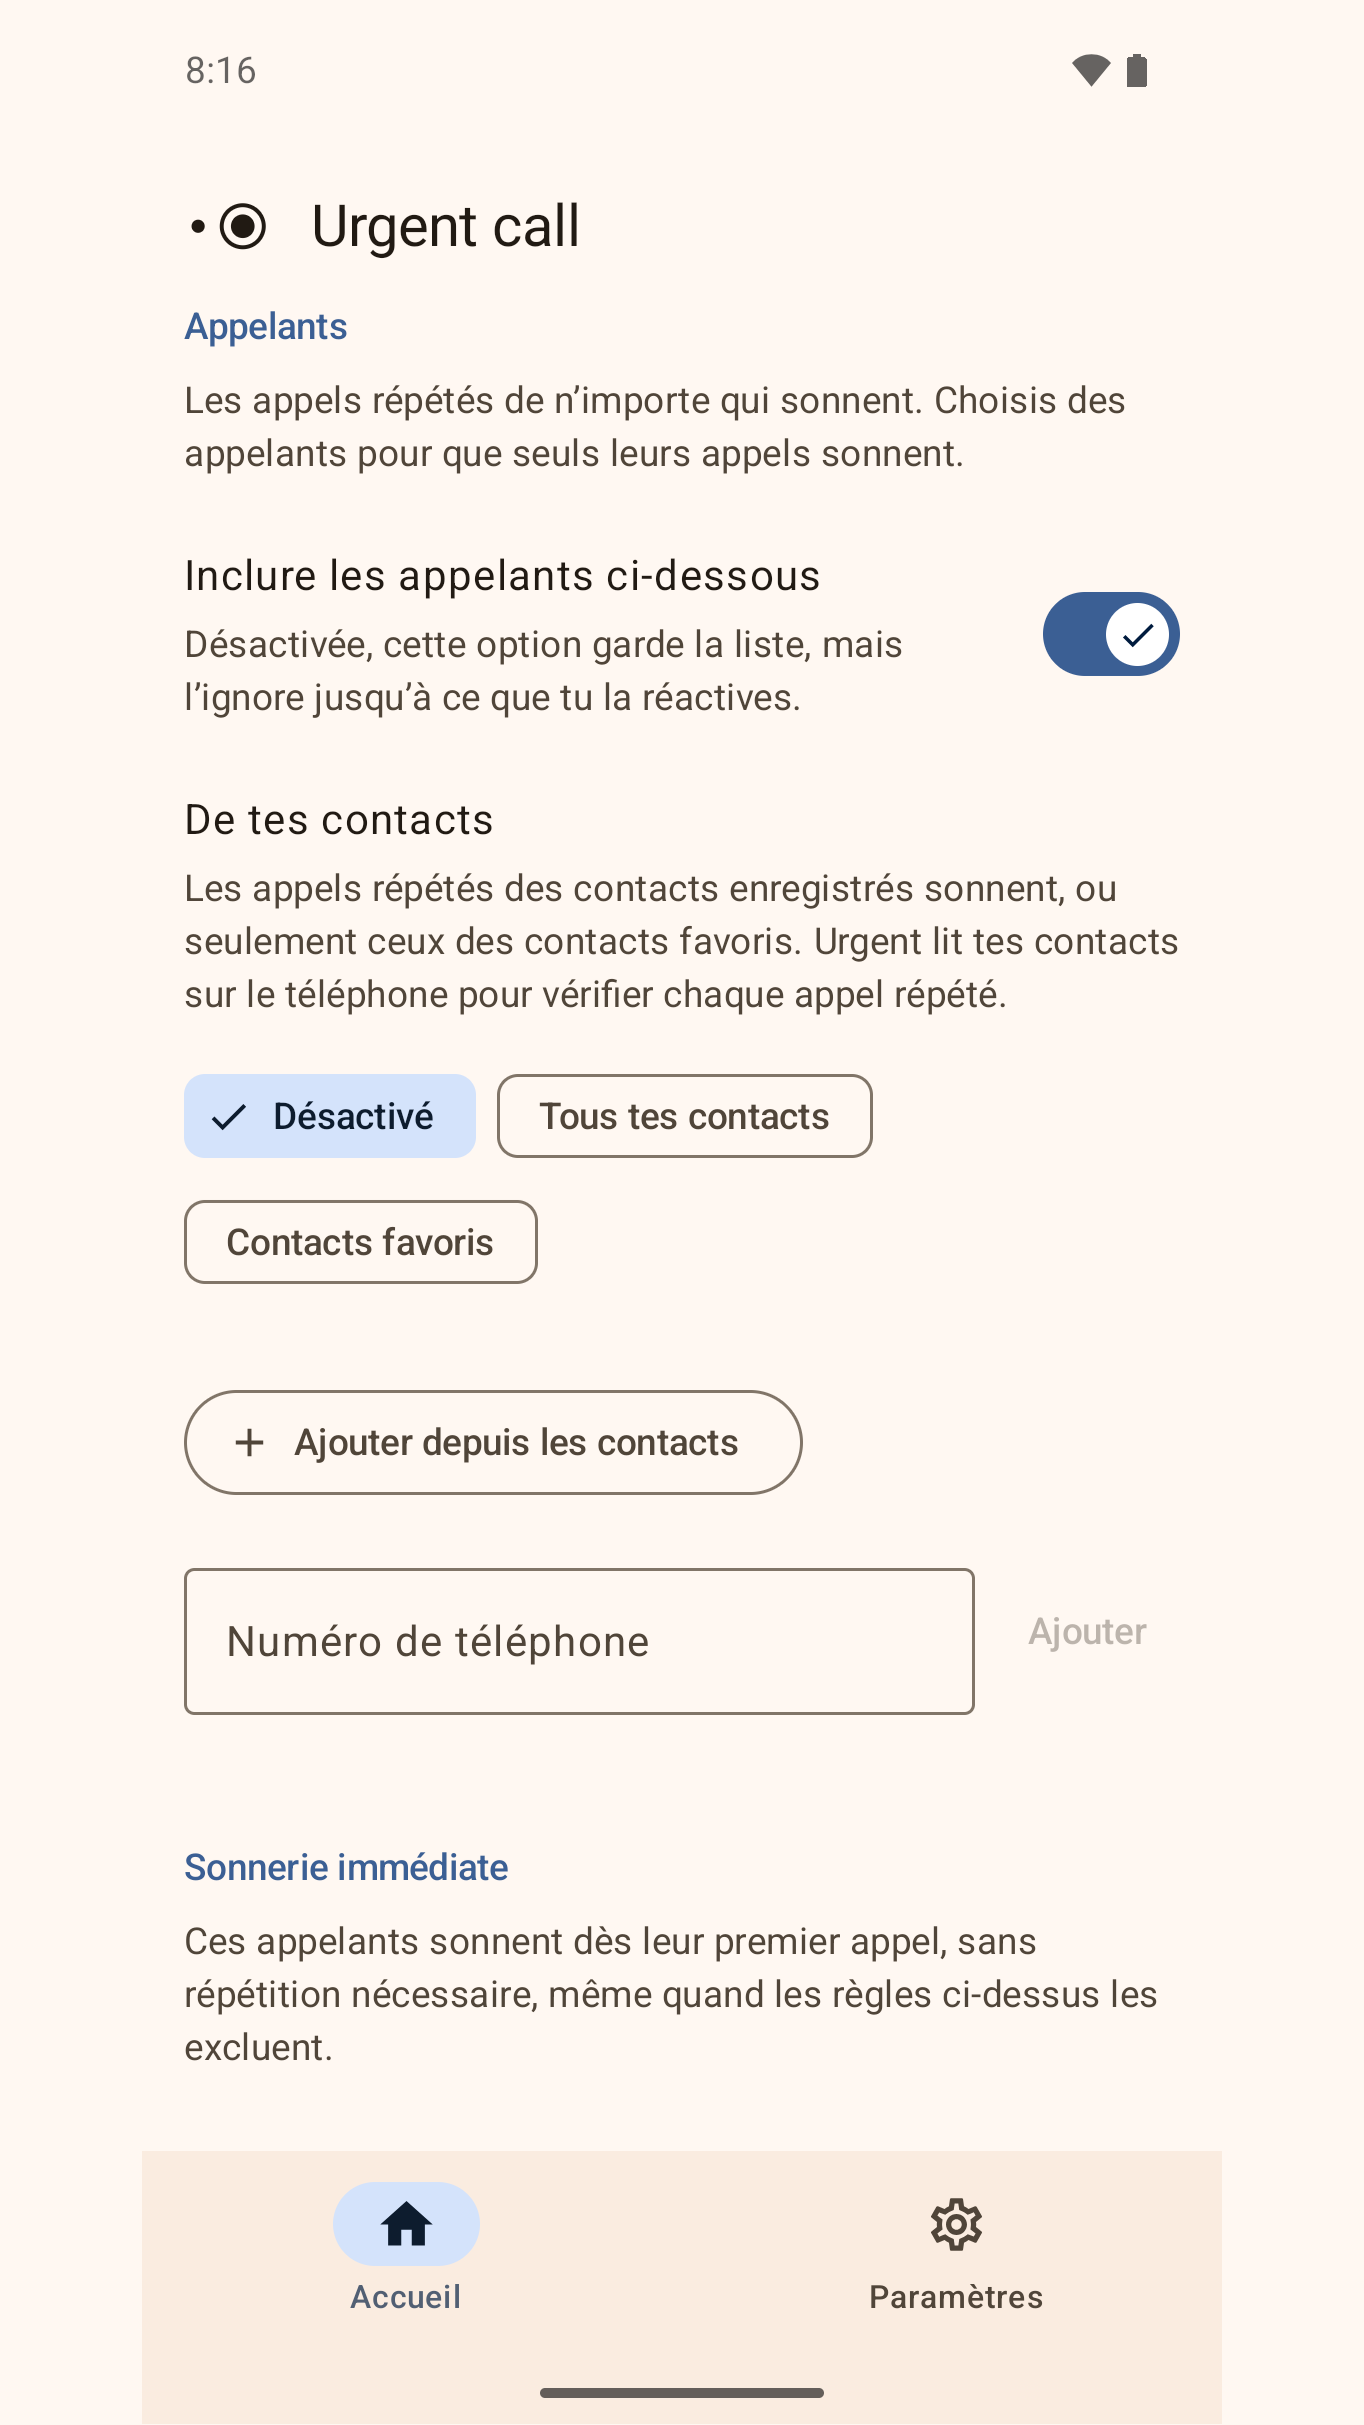 8:16
Urgent call
Appelants
Les appels répétés de n’importe qui sonnent. Choisis des
appelants pour que seuls leurs appels sonnent.
Inclure les appelants ci-dessous
Désactivée, cette option garde la liste, mais
l’ignore jusqu’à ce que tu la réactives.
De tes contacts
Les appels répétés des contacts enregistrés sonnent, ou
seulement ceux des contacts favoris. Urgent lit tes contacts
sur le téléphone pour vérifier chaque appel répété.
Désactivé
Tous tes contacts
Contacts favoris
Ajouter depuis les contacts
Numéro de téléphone
Ajouter
Sonnerie immédiate
Ces appelants sonnent dès leur premier appel, sans
répétition nécessaire, même quand les règles ci-dessus les
excluent.
Accueil
Paramètres